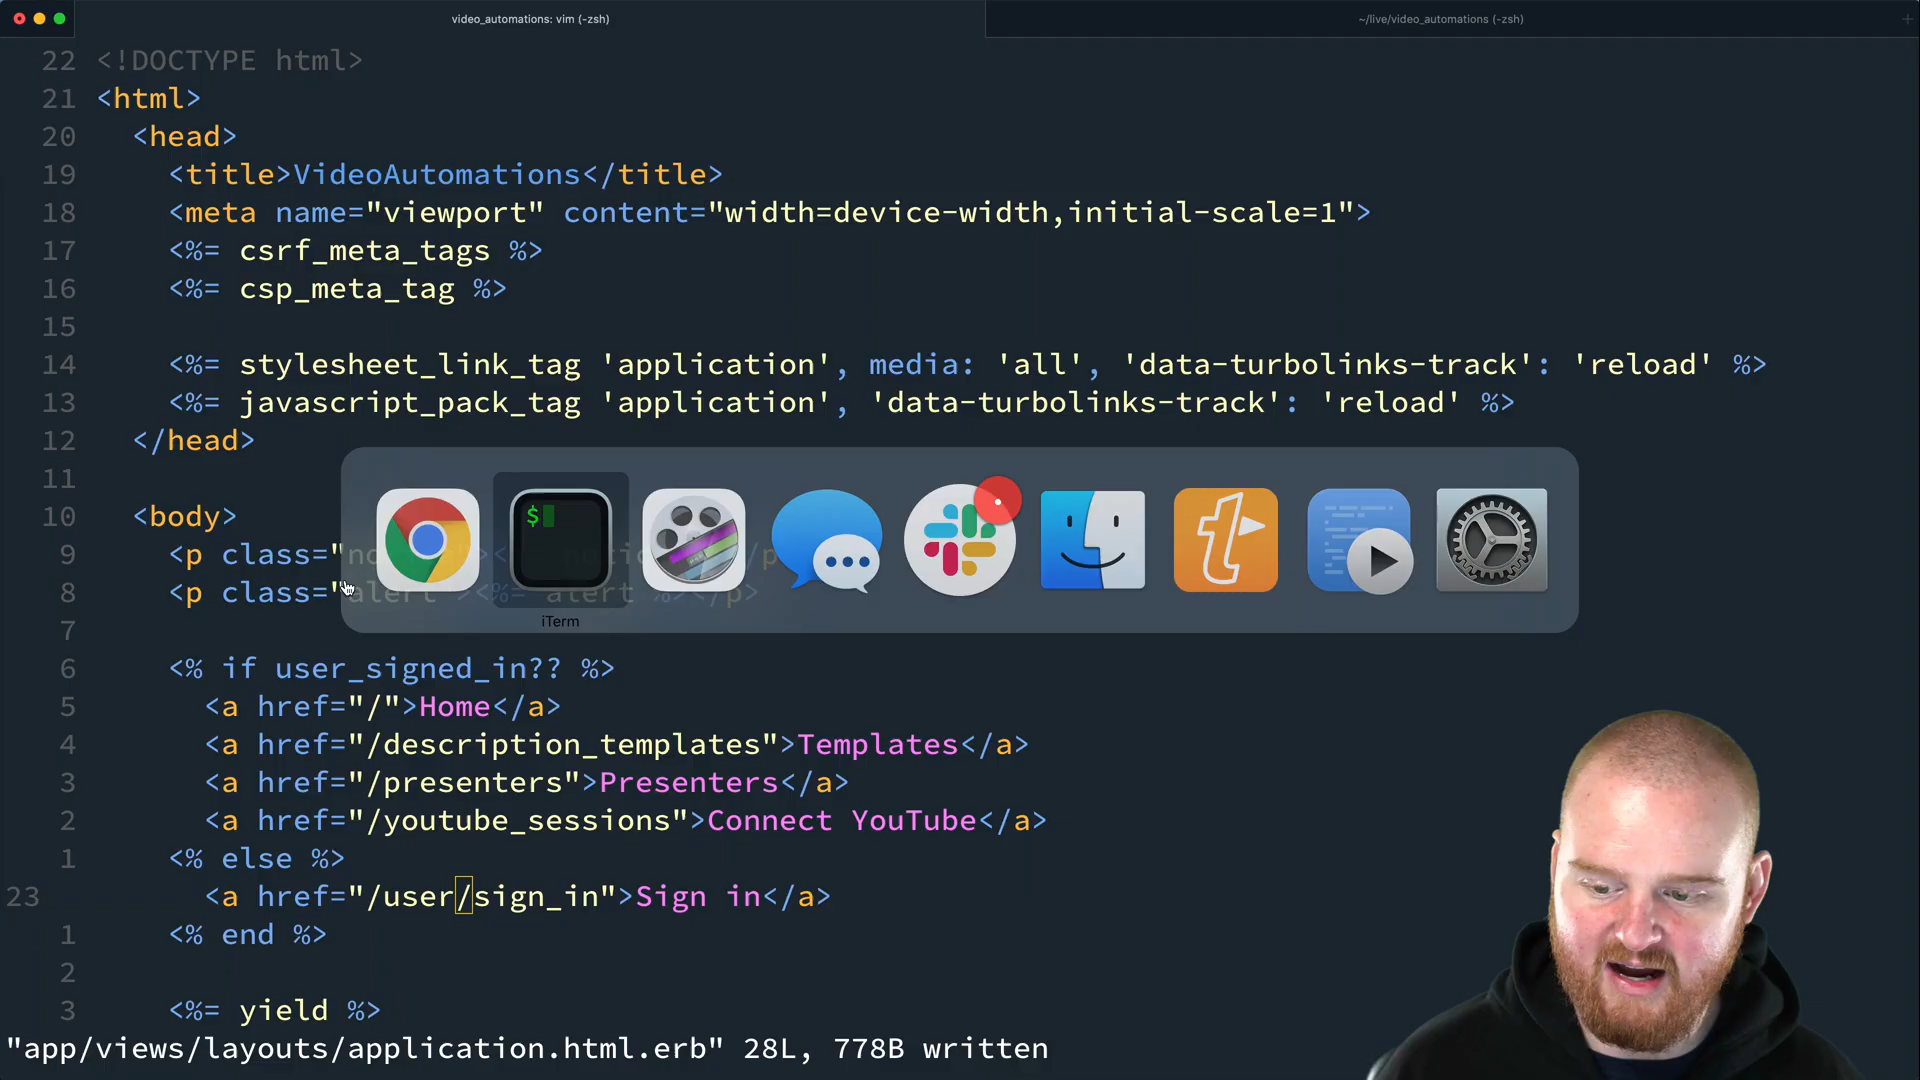 video_automations: vim (-zsh)
~/live/video_automations (-zsh)
22 <!DOCTYPE html>
21 <html>
20 <head>
19 <title>VideoAutomations</title>
18 <meta name="viewport" content="width=device-width,initial-scale=1">
17 <%= csrf_meta_tags %>
16 <%= csp_meta_tag %>
15
14 <%= stylesheet_link_tag 'application', media: 'all', 'data-turbolinks-track': 'reload' %>
13 <%= javascript_pack_tag 'application', 'data-turbolinks-track': 'reload' %>
12 </head>
11
10 <body>
9 <p class="notice"><%= notice %></p>
8 <p class="alert"><%= alert %></p>
7
6 <% if user_signed_in?? %>
5 <a href="/">Home</a>
4 <a href="/description_templates">Templates</a>
3 <a href="/presenters">Presenters</a>
2 <a href="/youtube_sessions">Connect YouTube</a>
1 <% else %>
23 <a href="/user/sign_in">Sign in</a>
1 <% end %>
2
3 <%= yield %>
"app/views/layouts/application.html.erb" 28L, 778B written
$
iTerm
t